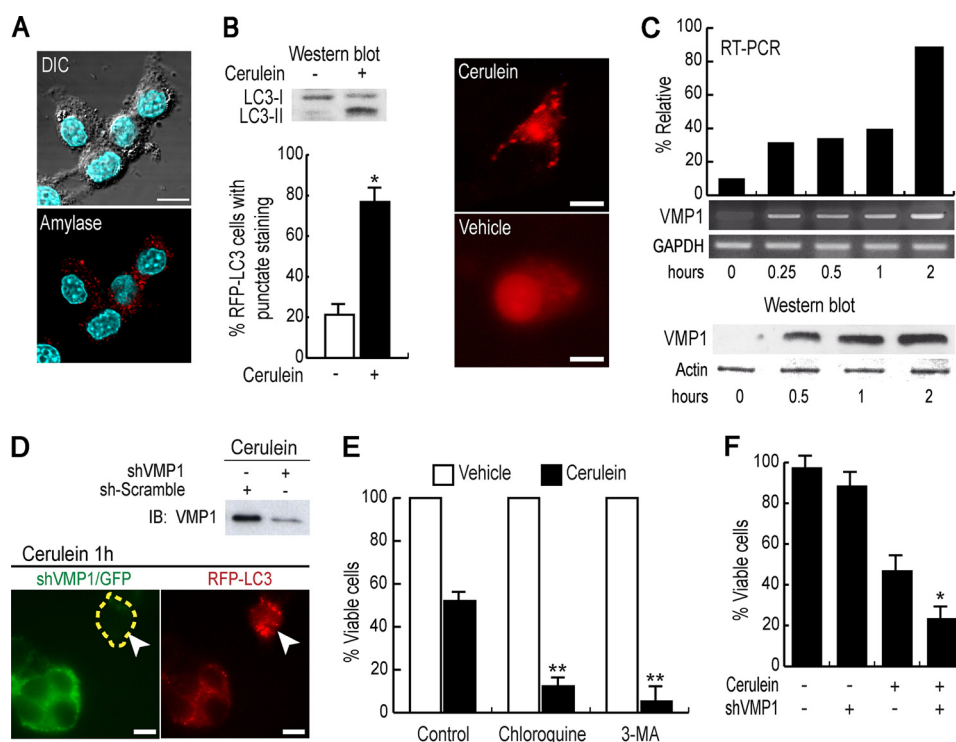 A
DIC
Amylase
B
Western blot
Cerulein - +
LC3-I
LC3-II
% RFP-LC3 cells with
punctate staining
100
80
60
40
20
0
*
Cerulein - +
Cerulein
Vehicle
C
RT-PCR
% Relative
100
80
60
40
20
0
VMP1
GAPDH
hours 0 0.25 0.5 1 2
Western blot
VMP1
Actin
hours 0 0.5 1 2
D
Cerulein
shVMP1 - +
sh-Scramble + -
IB: VMP1
Cerulein 1h
shVMP1/GFP RFP-LC3
E
Vehicle Cerulein
% Viable cells
100
80
60
40
20
0
** **
Control Chloroquine 3-MA
F
% Viable cells
100
80
60
40
20
0
*
Cerulein - - + +
shVMP1 - + - +